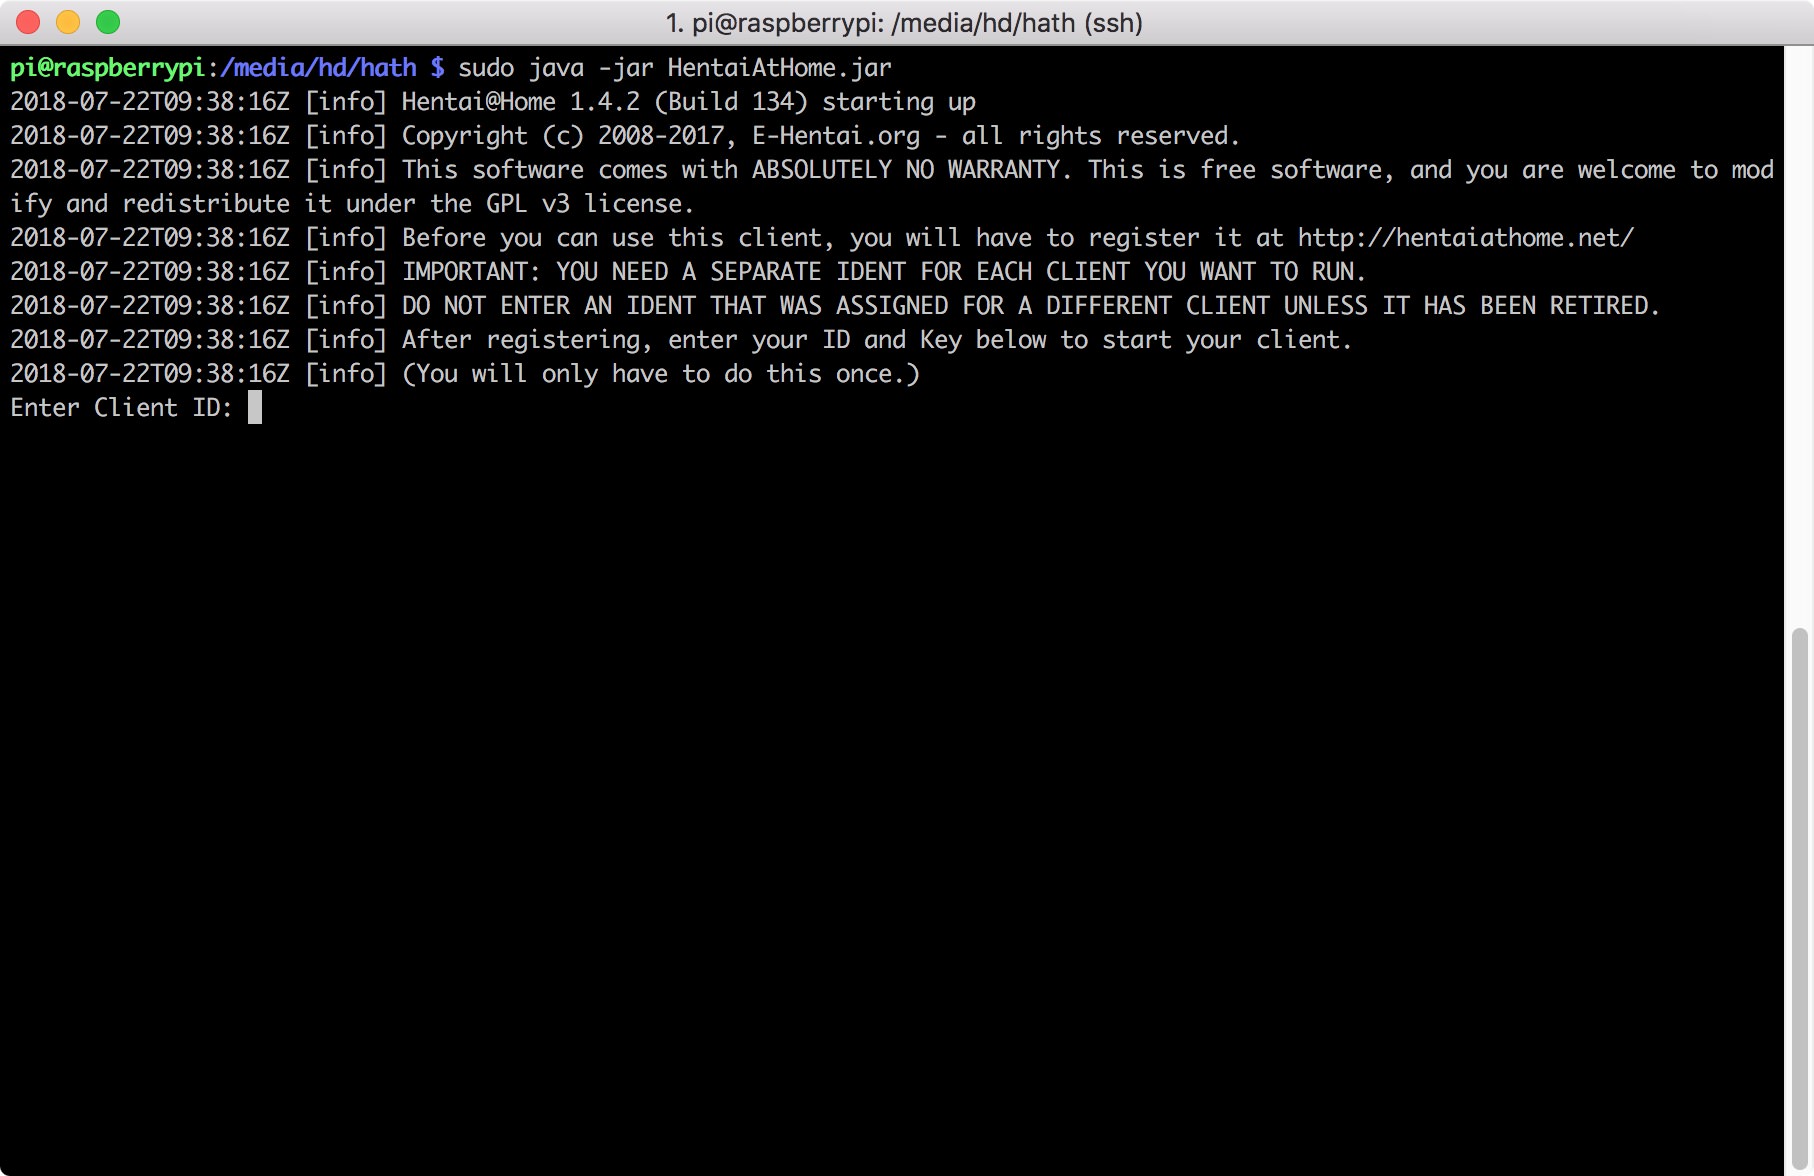 1. pi@raspberrypi: /media/hd/hath (ssh)
pi@raspberrypi:/media/hd/hath $ sudo java -jar HentaiAtHome.jar
2018-07-22T09:38:16Z [info] Hentai@Home 1.4.2 (Build 134) starting up
2018-07-22T09:38:16Z [info] Copyright (c) 2008-2017, E-Hentai.org - all rights reserved.
2018-07-22T09:38:16Z [info] This software comes with ABSOLUTELY NO WARRANTY. This is free software, and you are welcome to mod
ify and redistribute it under the GPL v3 license.
2018-07-22T09:38:16Z [info] Before you can use this client, you will have to register it at http://hentaiathome.net/
2018-07-22T09:38:16Z [info] IMPORTANT: YOU NEED A SEPARATE IDENT FOR EACH CLIENT YOU WANT TO RUN.
2018-07-22T09:38:16Z [info] DO NOT ENTER AN IDENT THAT WAS ASSIGNED FOR A DIFFERENT CLIENT UNLESS IT HAS BEEN RETIRED.
2018-07-22T09:38:16Z [info] After registering, enter your ID and Key below to start your client.
2018-07-22T09:38:16Z [info] (You will only have to do this once.)
Enter Client ID: